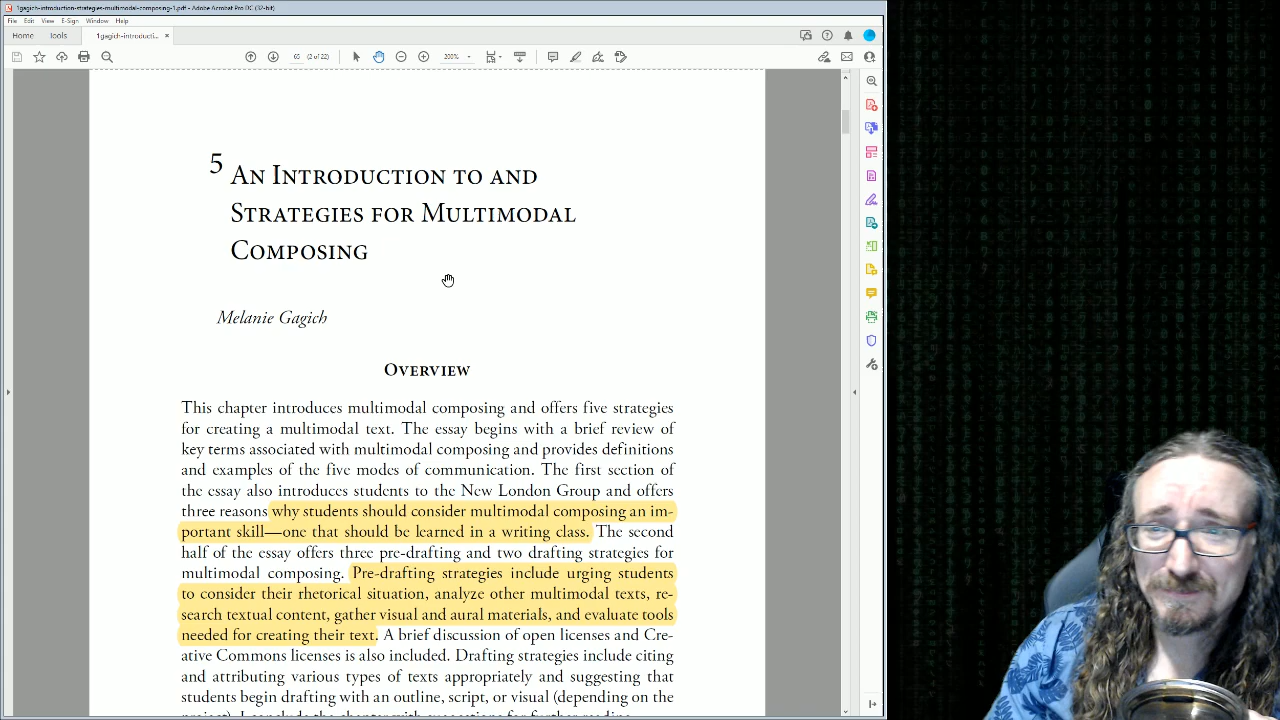 1gagich-introduction-strategies-multimodal-composing-1.pdf - Adobe Acrobat Pro DC (32-bit)
File Edit View E-Sign Window Help
Home Tools 1gagich-introducti... ×
65 (2 of 22) 200%
5 An Introduction to and
Strategies for Multimodal
Composing
Melanie Gagich
Overview
This chapter introduces multimodal composing and offers five strategies
for creating a multimodal text. The essay begins with a brief review of
key terms associated with multimodal composing and provides definitions
and examples of the five modes of communication. The first section of
the essay also introduces students to the New London Group and offers
three reasons why students should consider multimodal composing an im-
portant skill—one that should be learned in a writing class. The second
half of the essay offers three pre-drafting and two drafting strategies for
multimodal composing. Pre-drafting strategies include urging students
to consider their rhetorical situation, analyze other multimodal texts, re-
search textual content, gather visual and aural materials, and evaluate tools
needed for creating their text. A brief discussion of open licenses and Cre-
ative Commons licenses is also included. Drafting strategies include citing
and attributing various types of texts appropriately and suggesting that
students begin drafting with an outline, script, or visual (depending on the